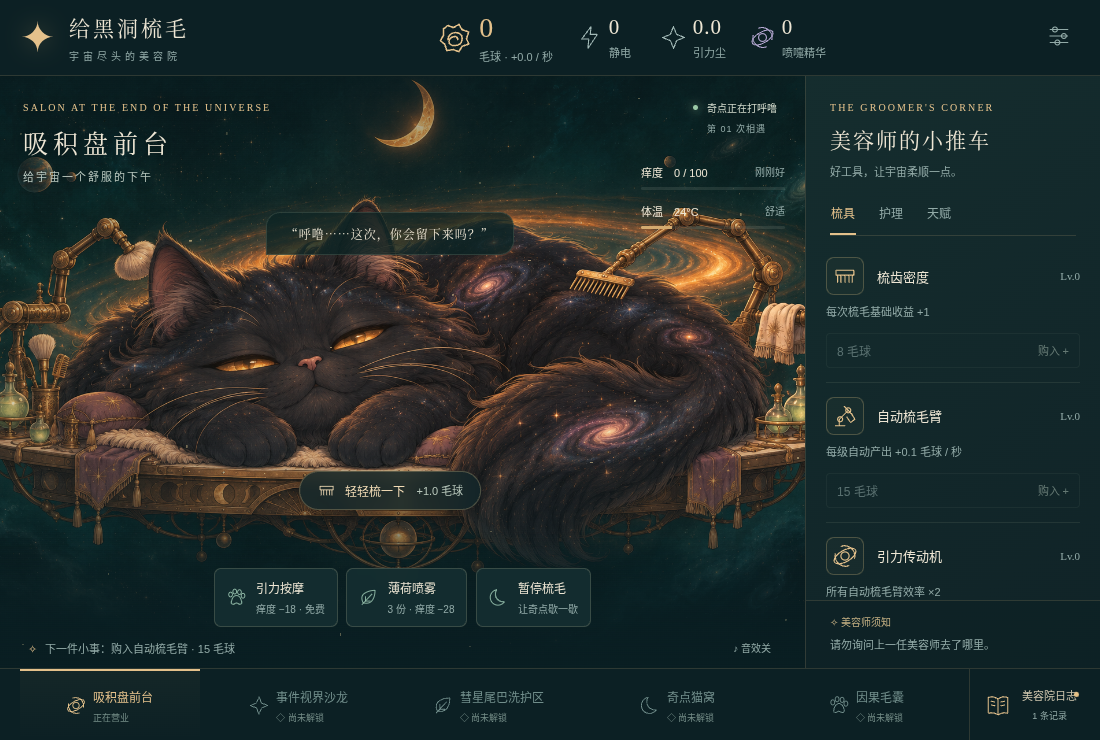 给黑洞梳毛
宇宙尽头的美容院
0
毛球 · +0.0 / 秒
0
静电
0.0
引力尘
0
喷嚏精华
SALON AT THE END OF THE UNIVERSE
吸积盘前台
给宇宙一个舒服的下午
奇点正在打呼噜
第 01 次相遇
痒度 0 / 100 刚刚好
体温 24°C 舒适
“呼噜……这次，你会留下来吗？”
轻轻梳一下 +1.0 毛球
引力按摩
痒度 −18 · 免费
薄荷喷雾
3 份 · 痒度 −28
暂停梳毛
让奇点歇一歇
下一件小事：购入自动梳毛臂 · 15 毛球
♪ 音效关
THE GROOMER'S CORNER
美容师的小推车
好工具，让宇宙柔顺一点。
梳具 护理 天赋
梳齿密度 Lv.0
每次梳毛基础收益 +1
8 毛球 购入 +
自动梳毛臂 Lv.0
每级自动产出 +0.1 毛球 / 秒
15 毛球 购入 +
引力传动机 Lv.0
所有自动梳毛臂效率 ×2
✧ 美容师须知
请勿询问上一任美容师去了哪里。
吸积盘前台
正在营业
事件视界沙龙
◇ 尚未解锁
彗星尾巴洗护区
◇ 尚未解锁
奇点猫窝
◇ 尚未解锁
因果毛囊
◇ 尚未解锁
美容院日志
1 条记录